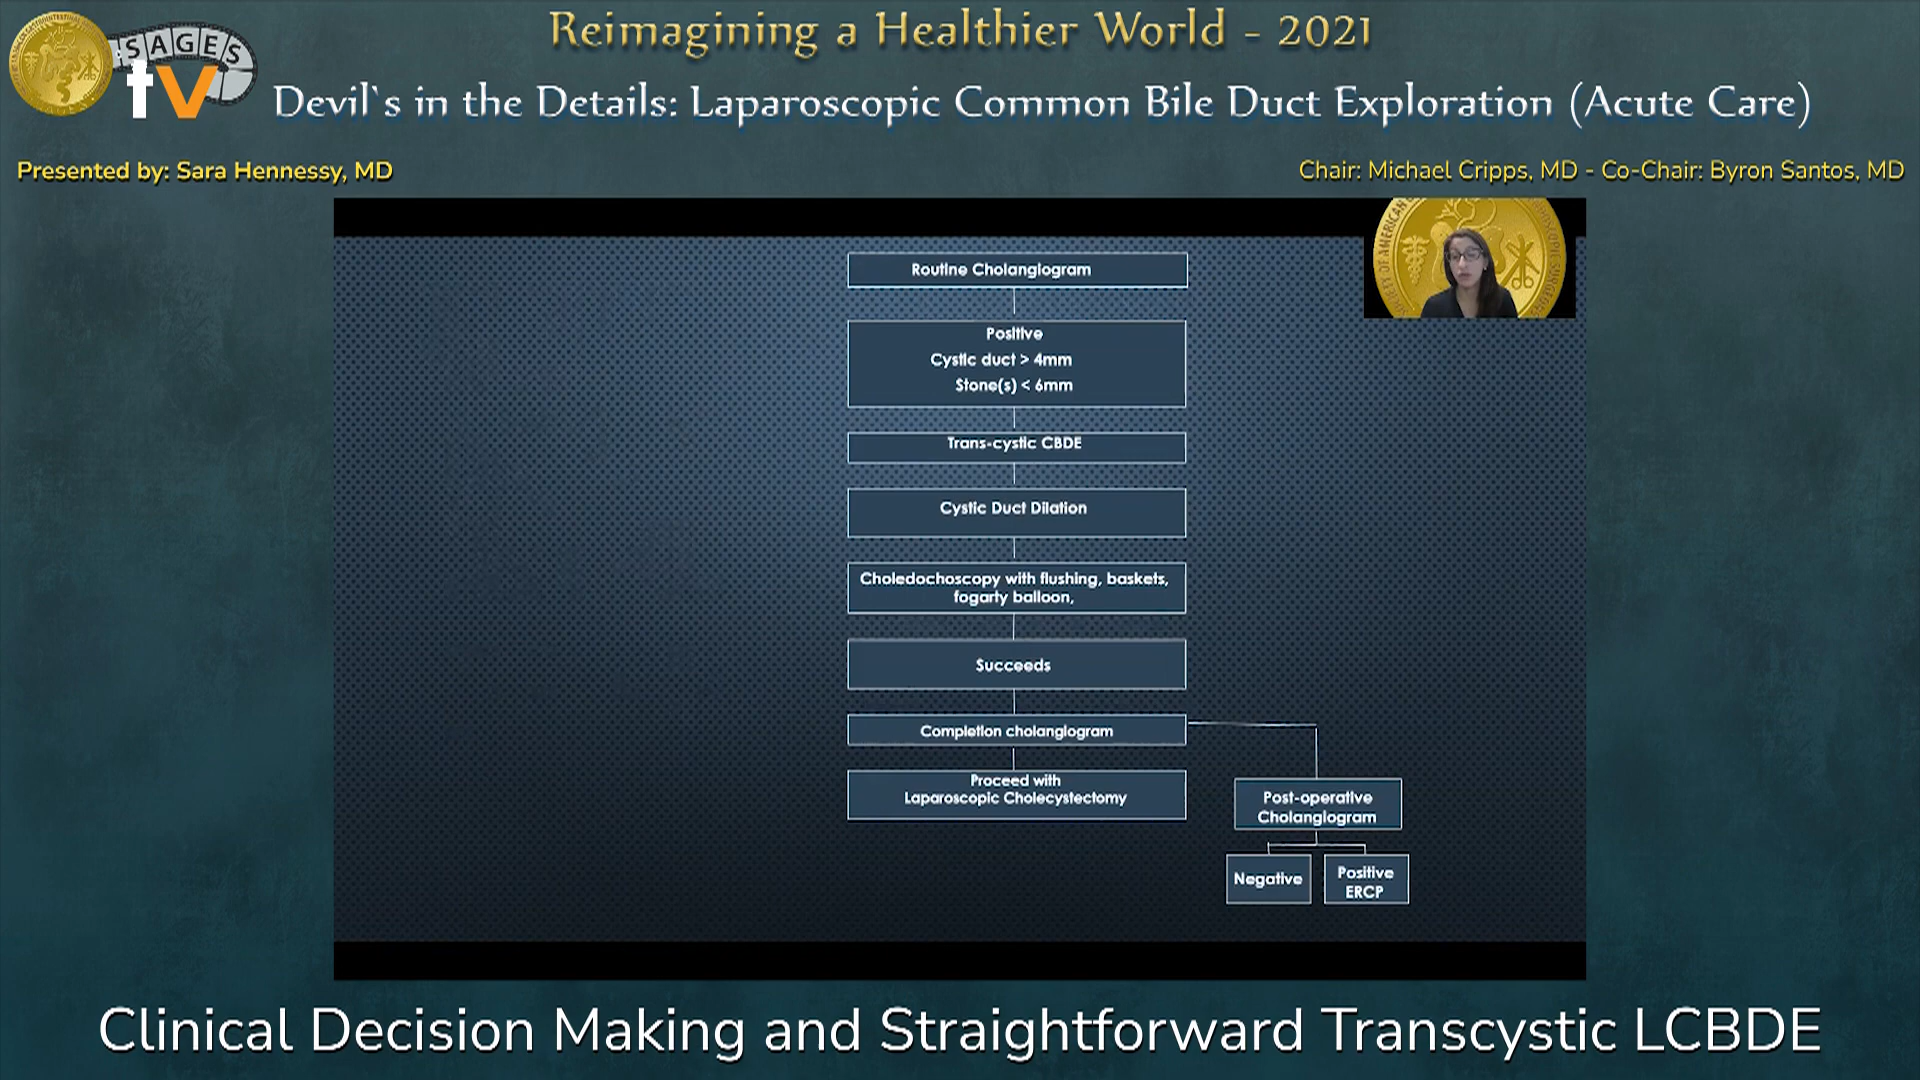 Reimagining a Healthier World - 2021
SAGES
tv
Devil`s in the Details: Laparoscopic Common Bile Duct Exploration (Acute Care)
Presented by: Sara Hennessy, MD
Chair: Michael Cripps, MD - Co-Chair: Byron Santos, MD
Routine Cholangiogram
Positive
Cystic duct > 4mm
Stone(s) < 6mm
Trans-cystic CBDE
Cystic Duct Dilation
Choledochoscopy with flushing, baskets,
fogarty balloon,
Succeeds
Completion cholangiogram
Proceed with
Laparoscopic Cholecystectomy
Post-operative
Cholangiogram
Negative
Positive
ERCP
Clinical Decision Making and Straightforward Transcystic LCBDE